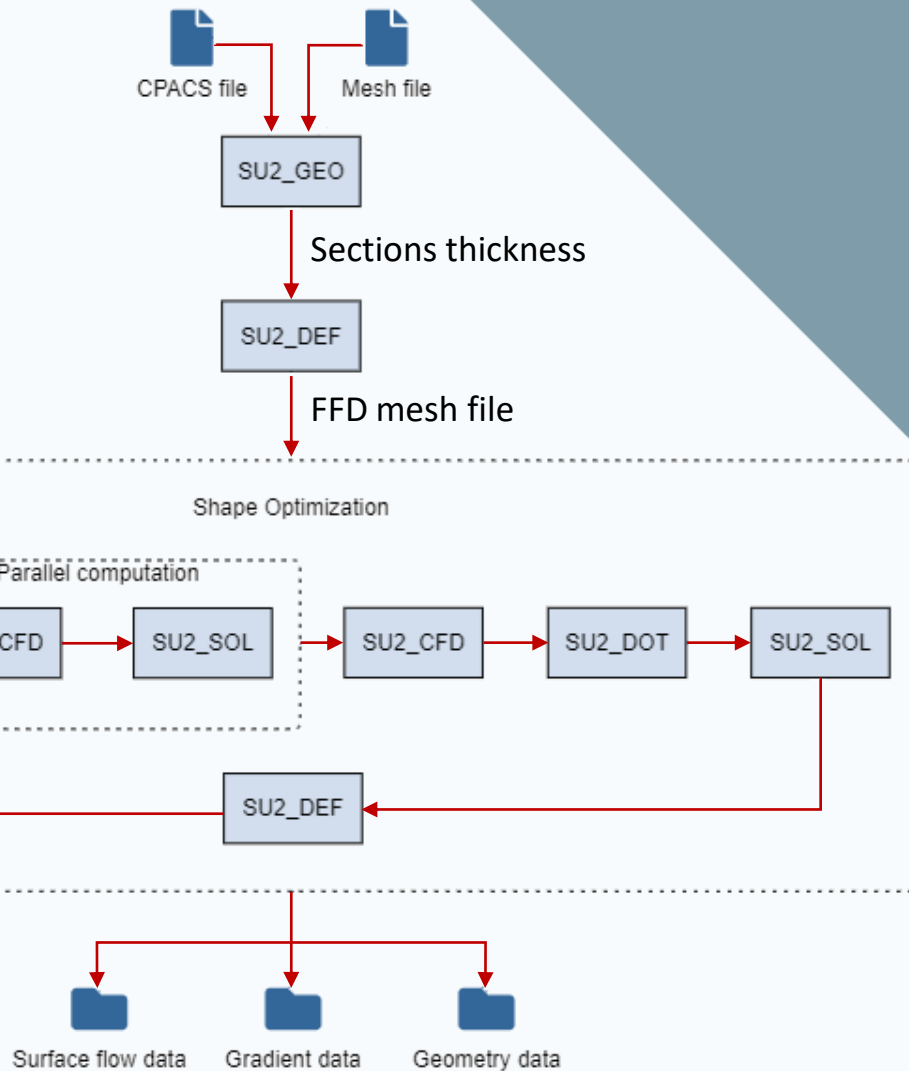 CPACS file
Mesh file
SU2_GEO
Sections thickness
SU2_DEF
FFD mesh file
Shape Optimization
Parallel computation
CFD
SU2_SOL
SU2_CFD
SU2_DOT
SU2_SOL
SU2_DEF
Surface flow data
Gradient data
Geometry data